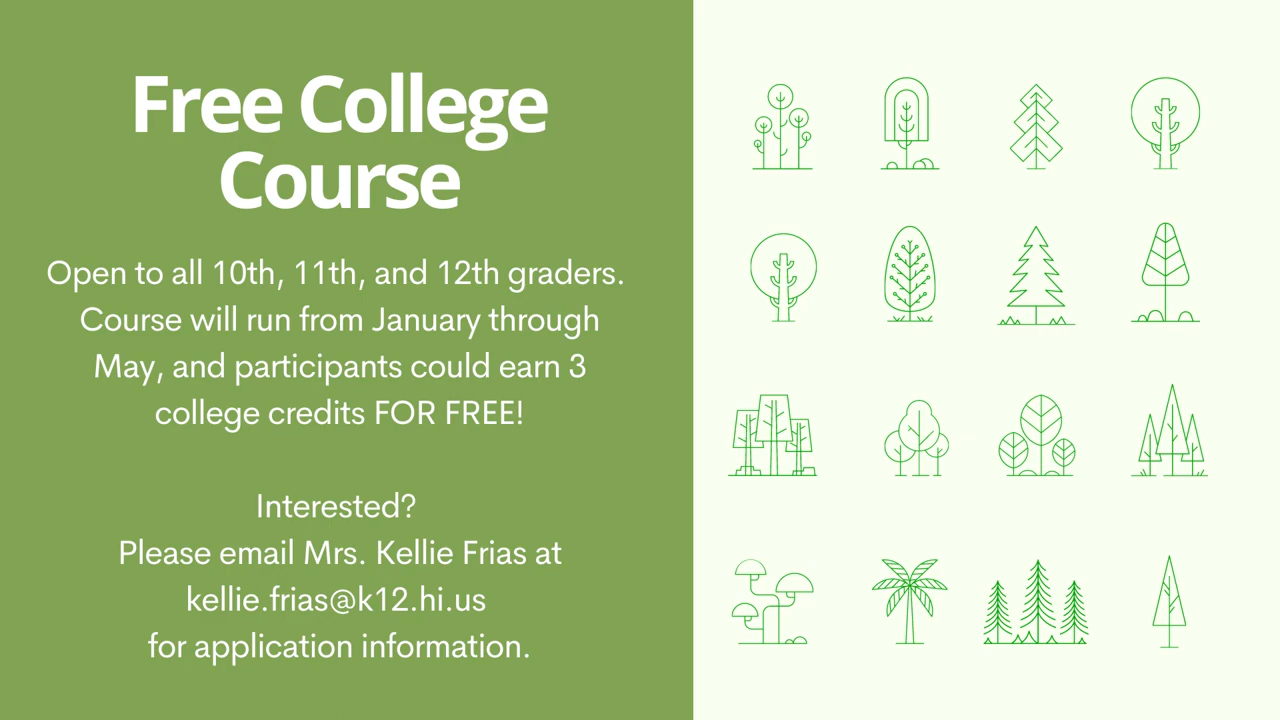 Free College
Course
Open to all 10th, 11th, and 12th graders.
Course will run from January through
May, and participants could earn 3
college credits FOR FREE!
Interested?
Please email Mrs. Kellie Frias at
kellie.frias@k12.hi.us
for application information.